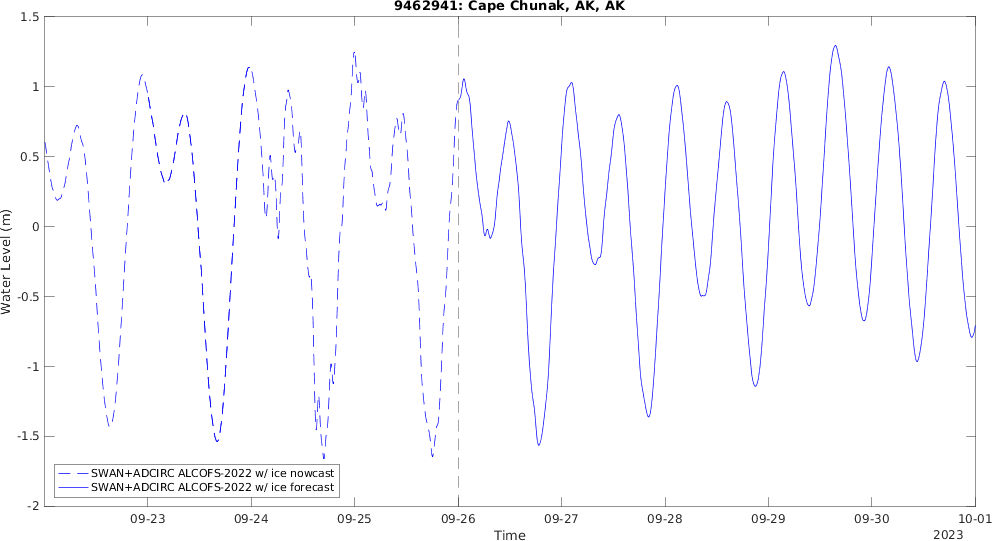 9462941: Cape Chunak, AK, AK
1.5
1
0.5
0
-0.5
-1
-1.5
-2
Water Level (m)
SWAN+ADCIRC ALCOFS-2022 w/ ice nowcast
SWAN+ADCIRC ALCOFS-2022 w/ ice forecast
09-23 09-24 09-25 09-26 09-27 09-28 09-29 09-30 10-01
Time
2023